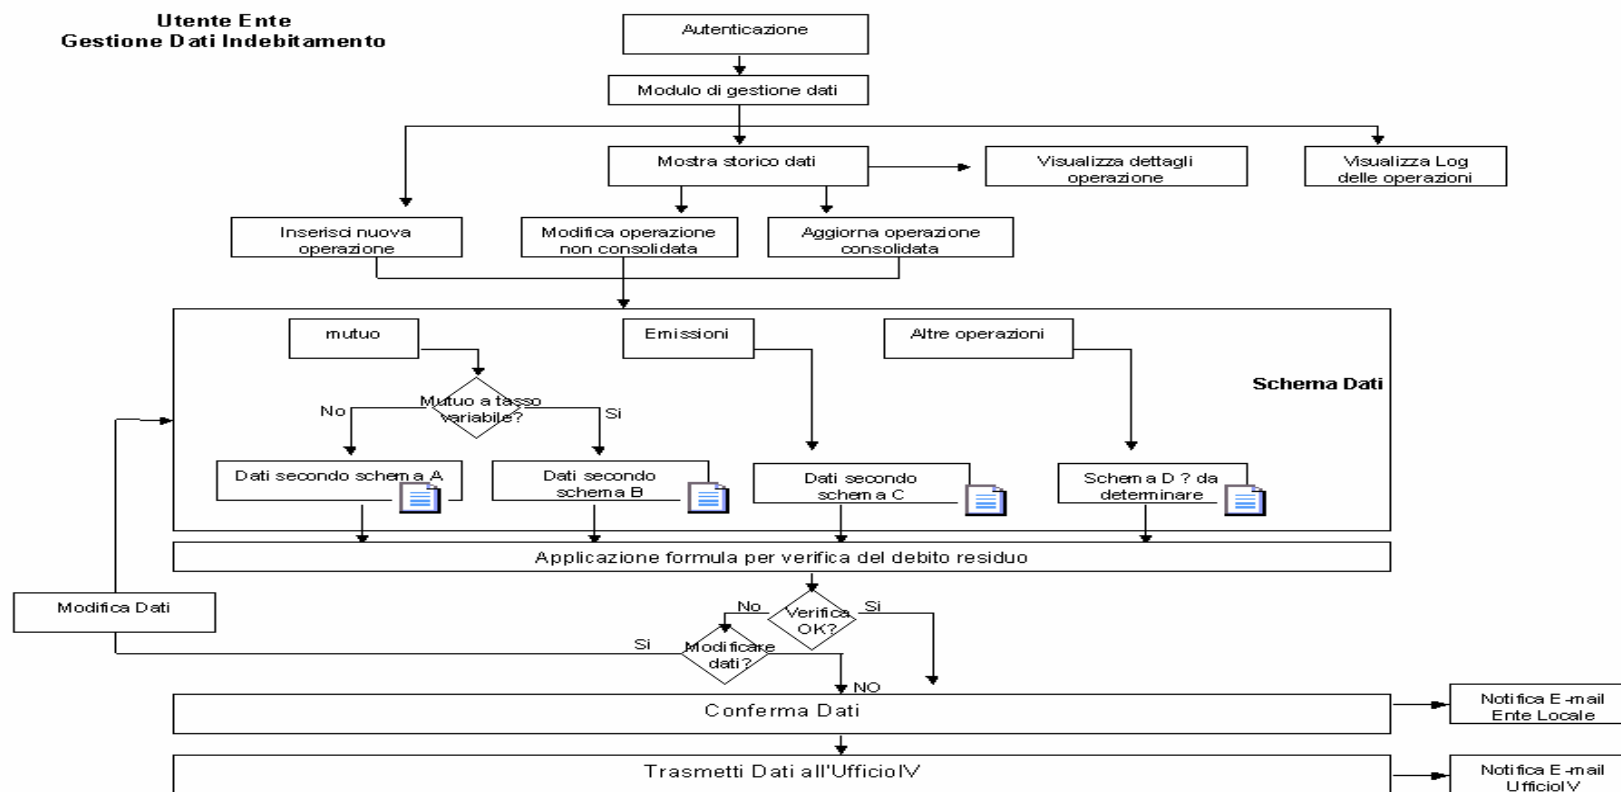 Utente Ente
Gestione Dati Indebitamento
Autenticazione
Modulo di gestione dati
Mostra storico dati
Visualizza dettagli
operazione
Visualizza Log
delle operazioni
Inserisci nuova
operazione
Modifica operazione
non consolidata
Aggiorna operazione
consolidata
mutuo
Emissioni
Altre operazioni
Schema Dati
Mutuo a tasso
variabile?
No
Si
Dati secondo schema A
Dati secondo
schema B
Dati secondo
schema C
Schema D ? da
determinare
Applicazione formula per verifica del debito residuo
Modifica Dati
No
Verifica
OK?
Si
Si
Modificare
dati?
NO
Conferma Dati
Notifica E-mail
Ente Locale
Trasmetti Dati all'UfficioIV
Notifica E-mail
UfficioIV